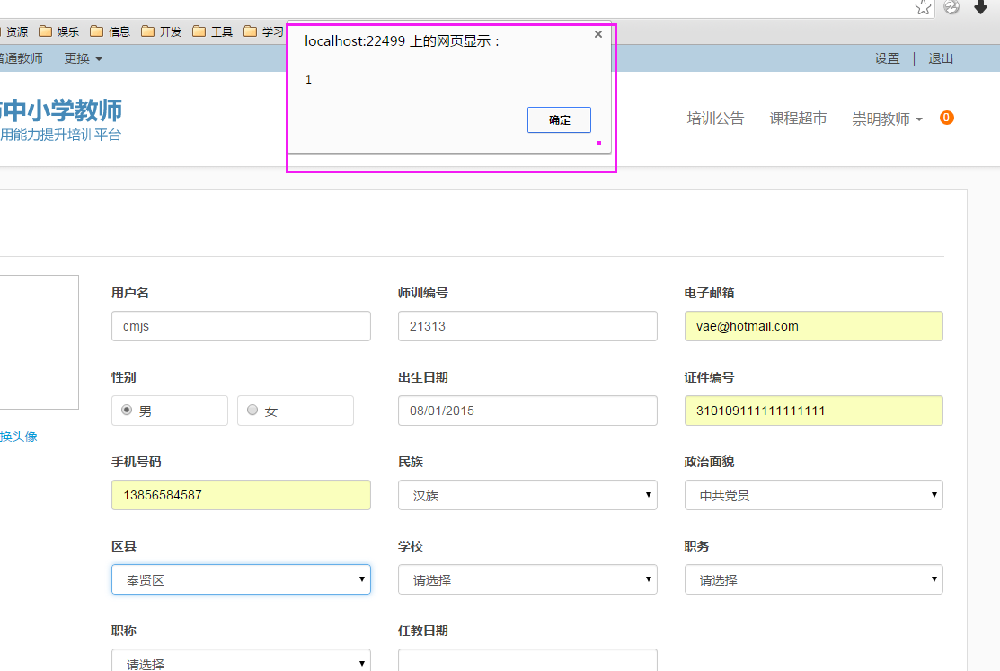 资源 娱乐 信息 开发 工具 学习
localhost:22499 上的网页显示：
1
确定
普通教师 更换
设置 | 退出
中小学教师
用能力提升培训平台
培训公告 课程超市 崇明教师 0
换头像
用户名 师训编号 电子邮箱
cmjs 21313 vae@hotmail.com
性别 出生日期 证件编号
男 女 08/01/2015 310109111111111111
手机号码 民族 政治面貌
13856584587 汉族 中共党员
区县 学校 职务
奉贤区 请选择 请选择
职称 任教日期
请选择